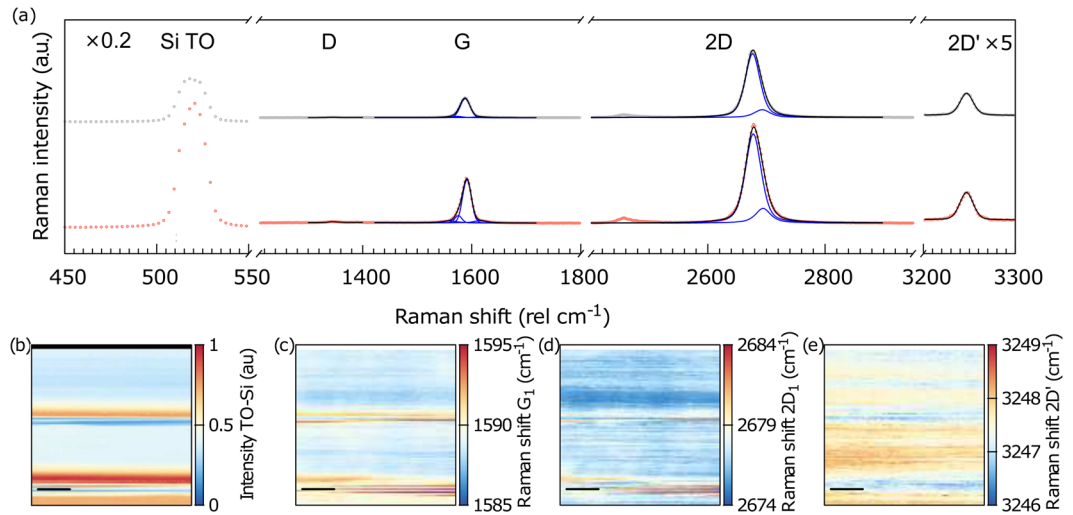 (a)
×0.2 Si TO D G 2D 2D' ×5
Raman intensity (a.u.)
450 500 550 1400 1600 1800 2600 2800 3200 3200 3300
Raman shift (rel cm⁻¹)
(b) 1 0.5 0 Intensity TO-Si (au)
(c) 1595 1590 1585 Raman shift G₁ (cm⁻¹)
(d) 2684 2679 2674 Raman shift 2D₁ (cm⁻¹)
(e) 3249 3248 3247 3246 Raman shift 2D' (cm⁻¹)